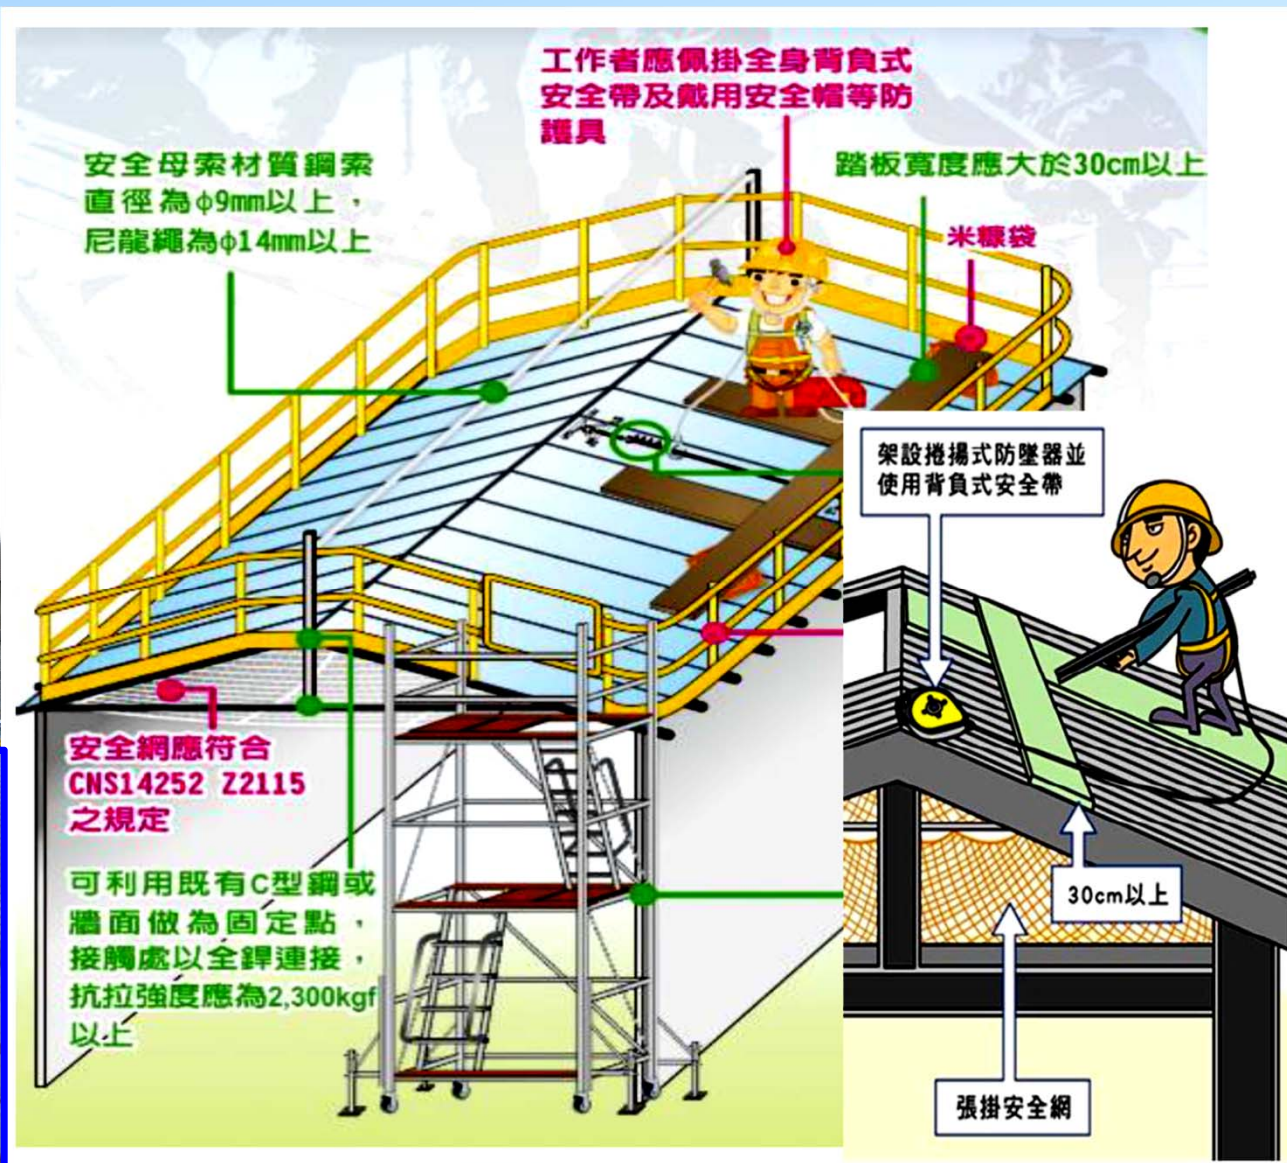 工作者應佩掛全身背負式
安全帶及戴用安全帽等防
護具
安全母索材質鋼索
直徑為φ9mm以上，
尼龍繩為φ14mm以上
踏板寬度應大於30cm以上
米糠袋
架設捲揚式防墜器並
使用背負式安全帶
安全網應符合
CNS14252 Z2115
之規定
可利用既有C型鋼或
牆面做為固定點，
接觸處以全銲連接，
抗拉強度應為2,300kgf
以上
30cm以上
張掛安全網